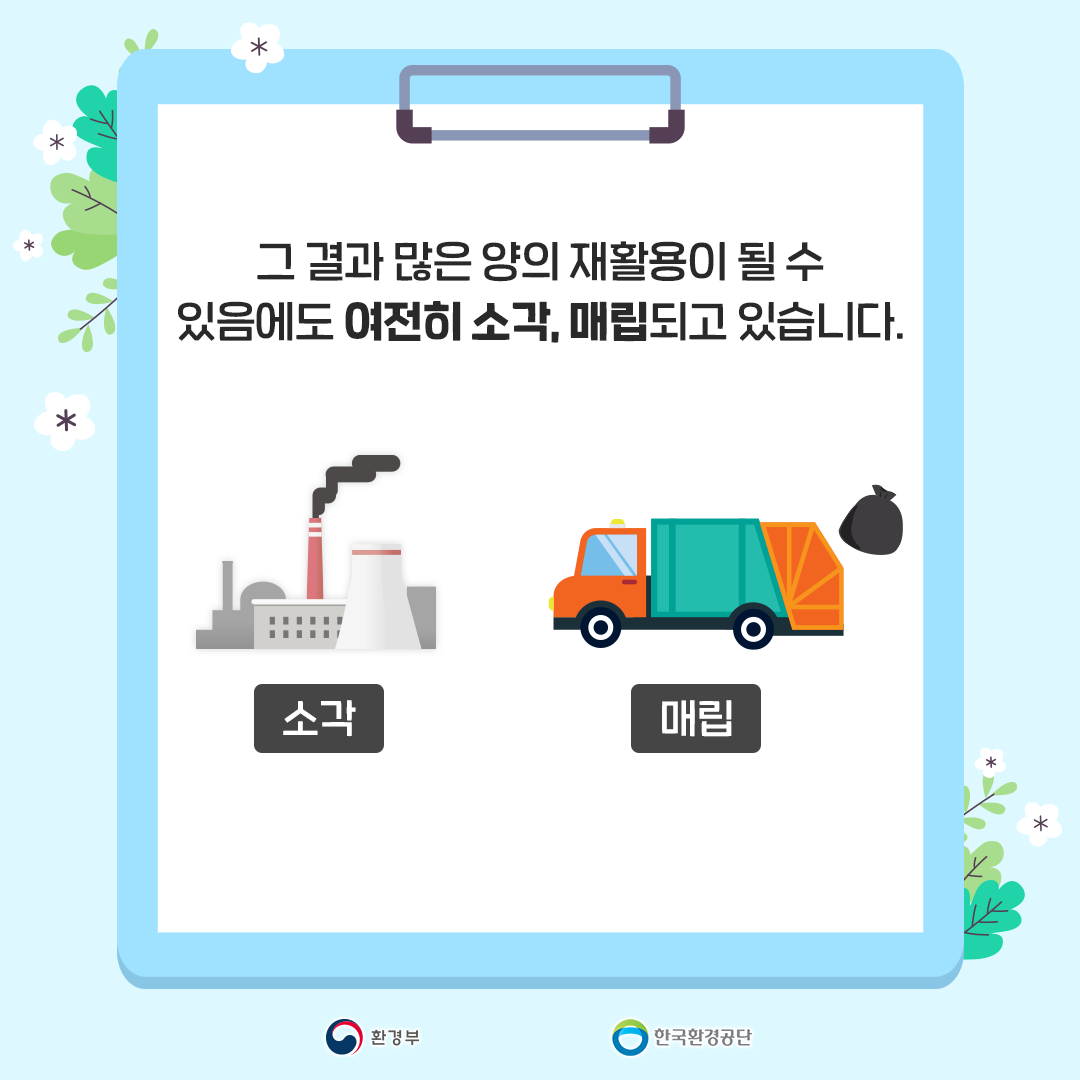 그 결과 많은 양의 재활용이 될 수
있음에도 여전히 소각, 매립되고 있습니다.
소각
매립
환경부
한국환경공단